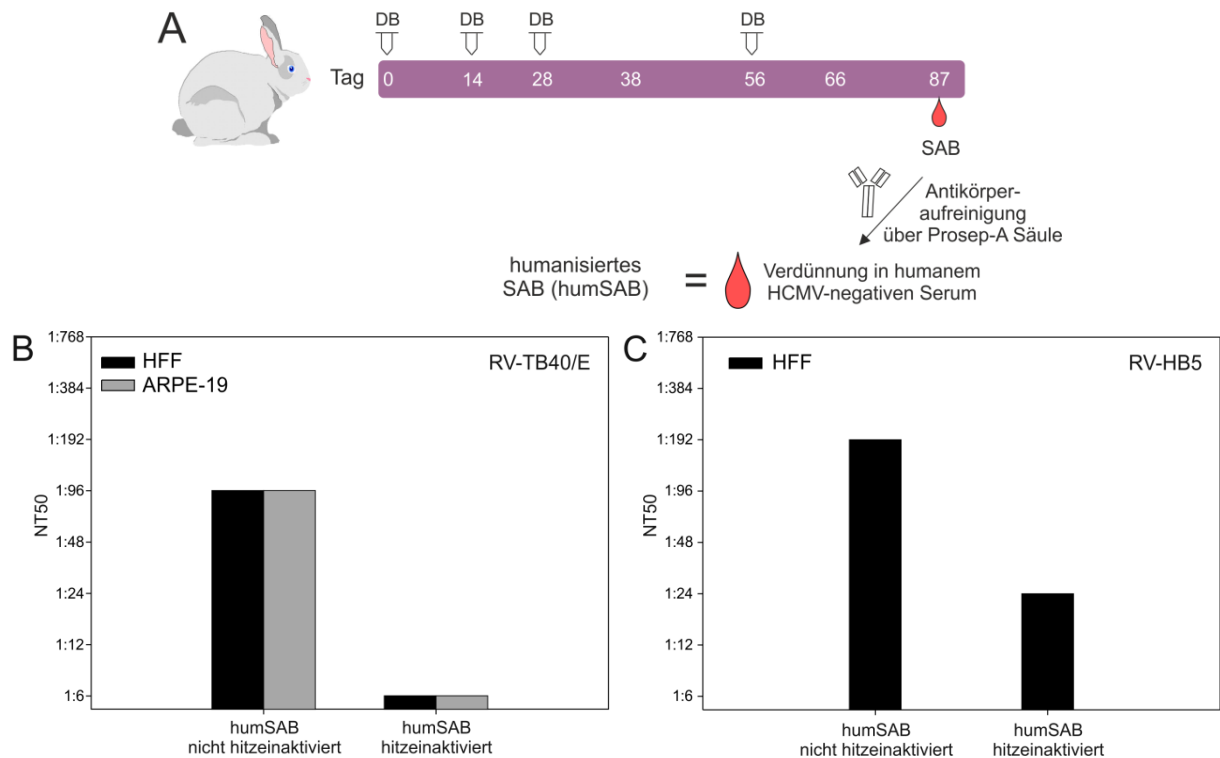 A
DB DB DB DB
Tag 0 14 28 38 56 66 87
SAB
Antikörper-
aufreinigung
über Prosep-A Säule
humanisiertes
SAB (humSAB)
=
Verdünnung in humanem
HCMV-negativen Serum
B
HFF
ARPE-19
RV-TB40/E
NT50
1:768
1:384
1:192
1:96
1:48
1:24
1:12
1:6
humSAB
nicht hitzeinaktiviert
humSAB
hitzeinaktiviert
C
HFF
RV-HB5
NT50
1:768
1:384
1:192
1:96
1:48
1:24
1:12
1:6
humSAB
nicht hitzeinaktiviert
humSAB
hitzeinaktiviert